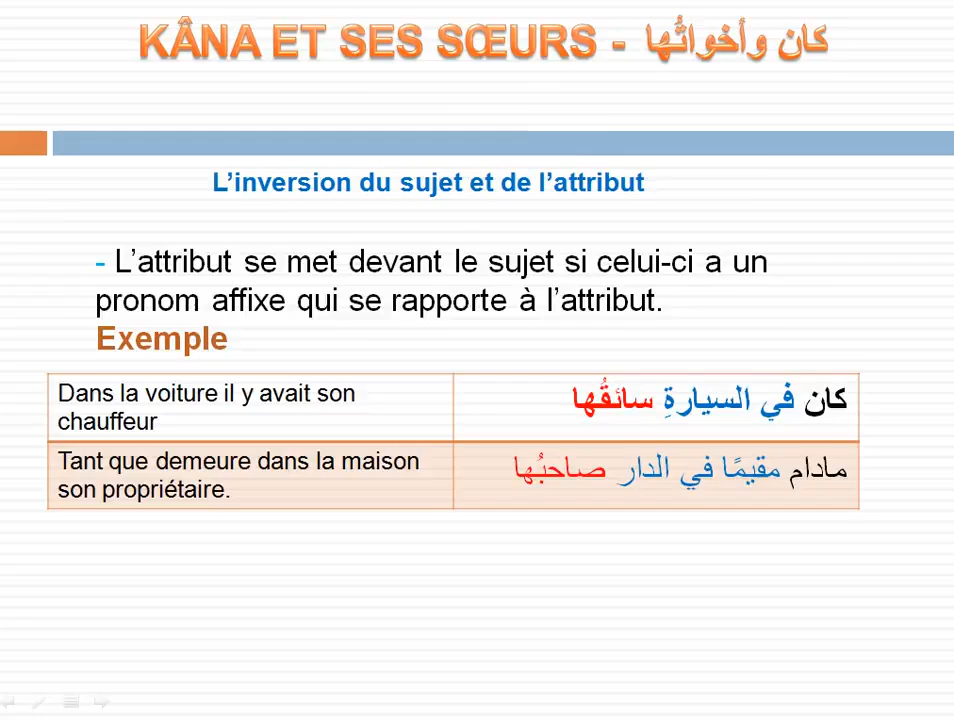 KÂNA ET SES SŒURS - كان وأخواتُها
L’inversion du sujet et de l’attribut
- L’attribut se met devant le sujet si celui-ci a un
pronom affixe qui se rapporte à l’attribut.
Exemple
Dans la voiture il y avait son
chauffeur
كان في السيارةِ سائقُها
Tant que demeure dans la maison
son propriétaire.
مادام مقيمًا في الدار صاحبُها